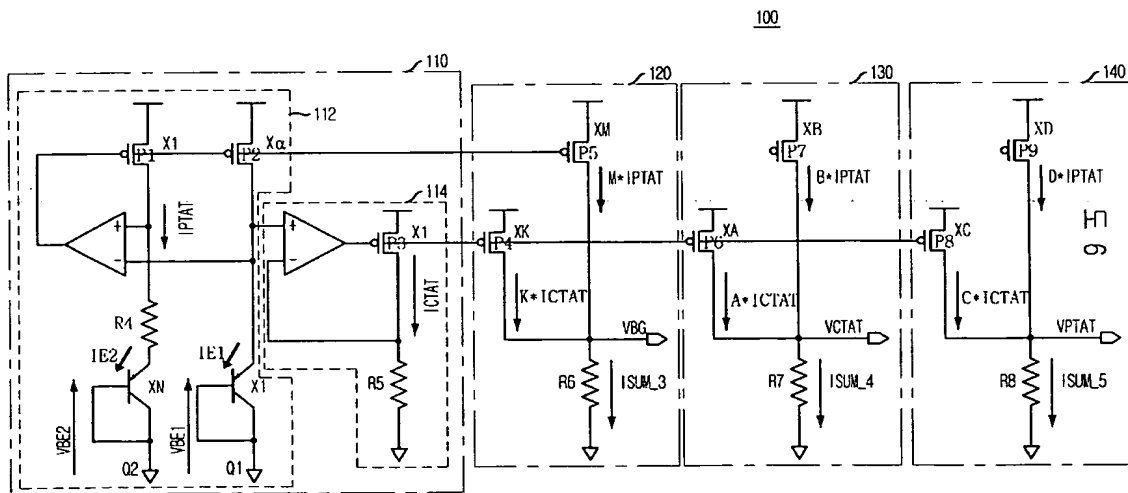 100
110
120
130
140
112
XM
XB
XD
X1
Xα
P1
P2
P5
P7
P9
M*IPTAT
B*IPTAT
D*IPTAT
114
IPTAT
+
-
+
-
P3
X1
P4
XK
P6
XA
P8
XC
도 6
ICTAT
K*ICTAT
A*ICTAT
C*ICTAT
R4
VBG
VCTAT
VPTAT
IE2
IE1
XN
X1
R5
R6
ISUM_3
R7
ISUM_4
R8
ISUM_5
VBE2
VBE1
Q2
Q1